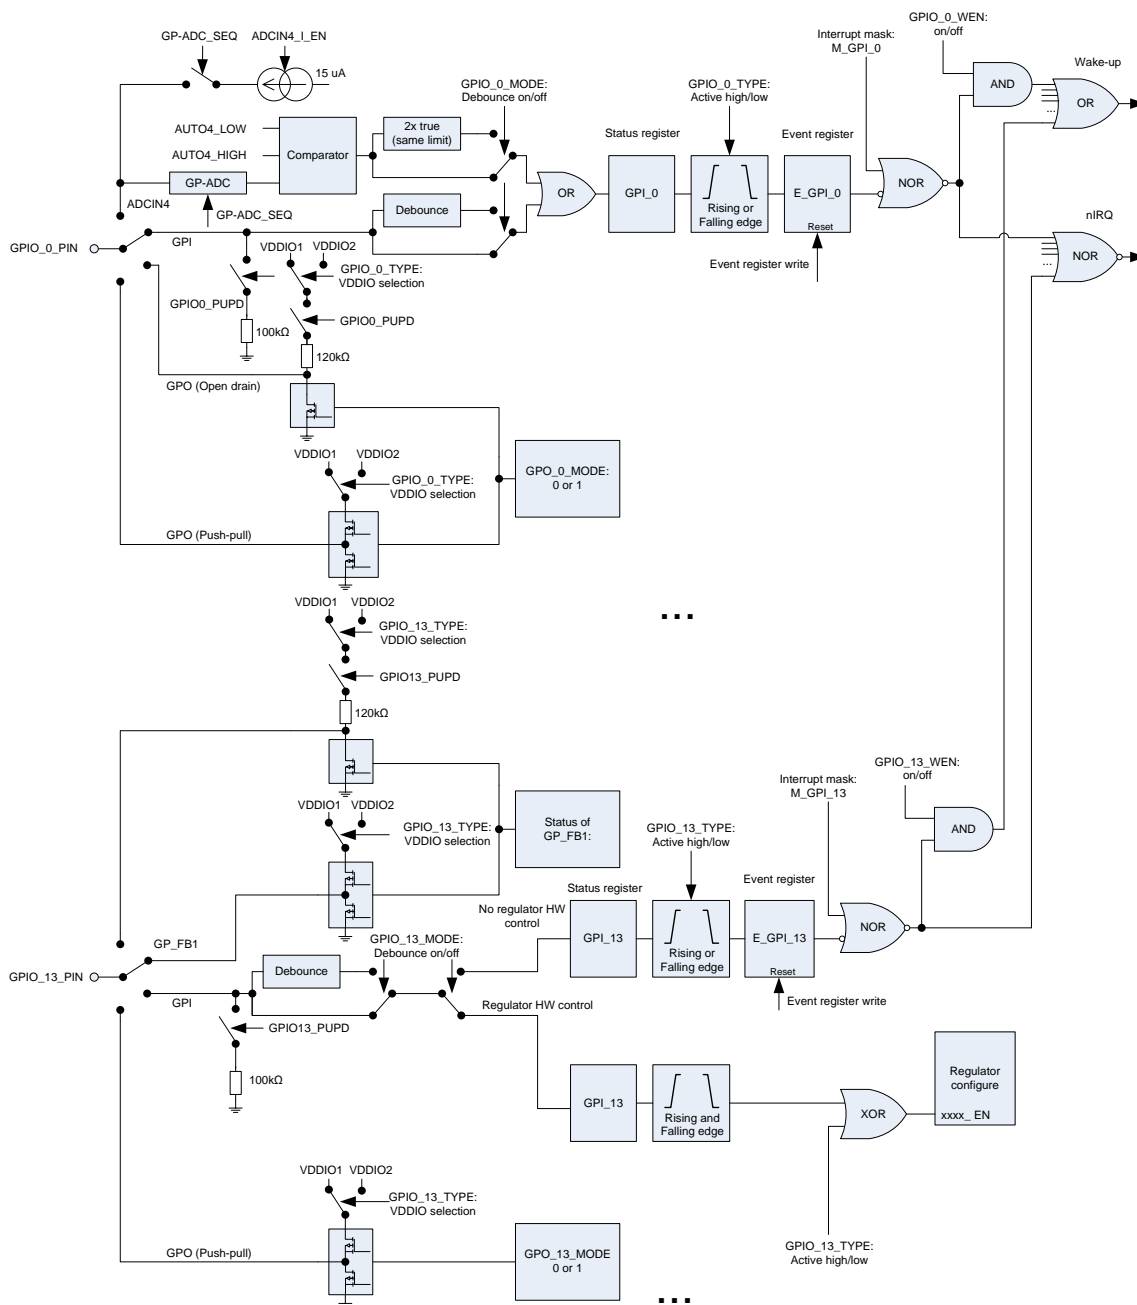 GPIO_0_WEN:
on/off
GP-ADC_SEQ
ADCIN4_I_EN
Interrupt mask:
M_GPI_0
Wake-up
15 uA
GPIO_0_MODE:
Debounce on/off
GPIO_0_TYPE:
Active high/low
AND
OR
...
AUTO4_LOW
2x true
(same limit)
Status register
Event register
AUTO4_HIGH
Comparator
GP-ADC
OR
GPI_0
E_GPI_0
NOR
ADCIN4
GP-ADC_SEQ
Debounce
Rising or
Falling edge
Reset
nIRQ
GPIO_0_PIN
GPI
VDDIO1
VDDIO2
NOR
...
Event register write
GPIO_0_TYPE:
VDDIO selection
GPIO0_PUPD
GPIO0_PUPD
100kΩ
120kΩ
GPO (Open drain)
VDDIO1
VDDIO2
GPIO_0_TYPE:
VDDIO selection
GPO_0_MODE:
0 or 1
GPO (Push-pull)
VDDIO1
VDDIO2
...
GPIO_13_TYPE:
VDDIO selection
GPIO13_PUPD
120kΩ
GPIO_13_WEN:
on/off
Interrupt mask:
M_GPI_13
VDDIO1
VDDIO2
GPIO_13_TYPE:
VDDIO selection
Status of
GP_FB1:
GPIO_13_TYPE:
Active high/low
AND
Status register
Event register
No regulator HW
control
GP_FB1
GPIO_13_MODE:
Debounce on/off
GPI_13
Rising or
Falling edge
E_GPI_13
Reset
NOR
GPIO_13_PIN
Debounce
GPI
Regulator HW control
Event register write
GPIO13_PUPD
100kΩ
GPI_13
Rising and
Falling edge
XOR
Regulator
configure
xxxx_ EN
VDDIO1
VDDIO2
GPIO_13_TYPE:
VDDIO selection
GPIO_13_TYPE:
Active high/low
GPO (Push-pull)
GPO_13_MODE
0 or 1
...